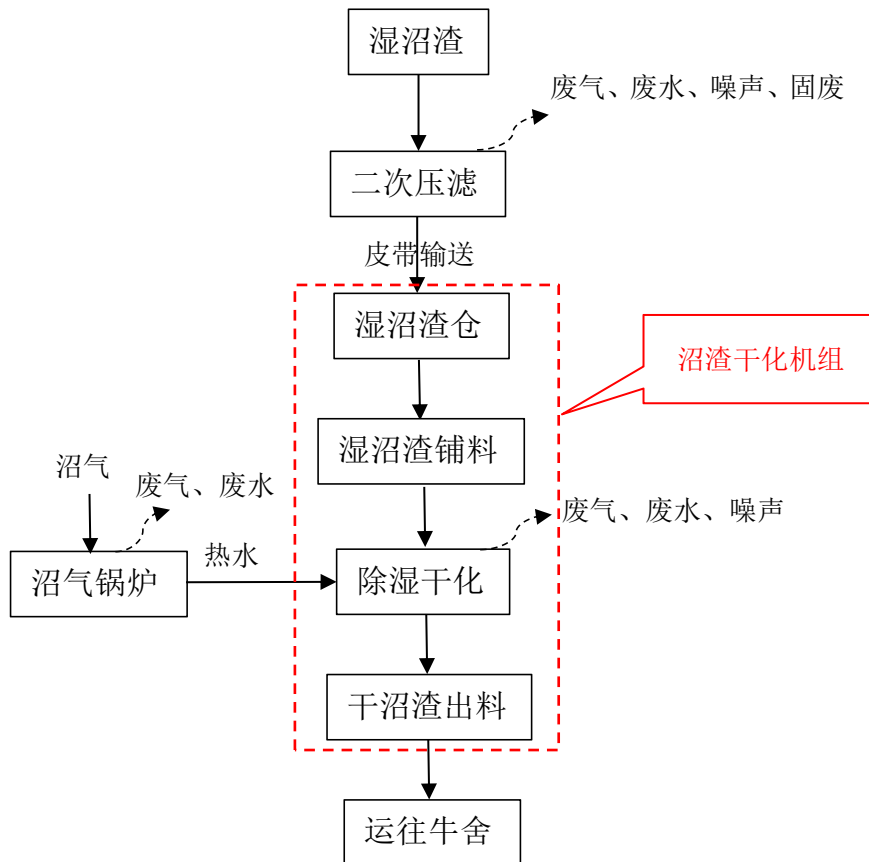 湿沼渣
废气、废水、噪声、固废
二次压滤
皮带输送
湿沼渣仓
沼渣干化机组
湿沼渣铺料
沼气
废气、废水
废气、废水、噪声
热水
沼气锅炉
除湿干化
干沼渣出料
运往牛舍